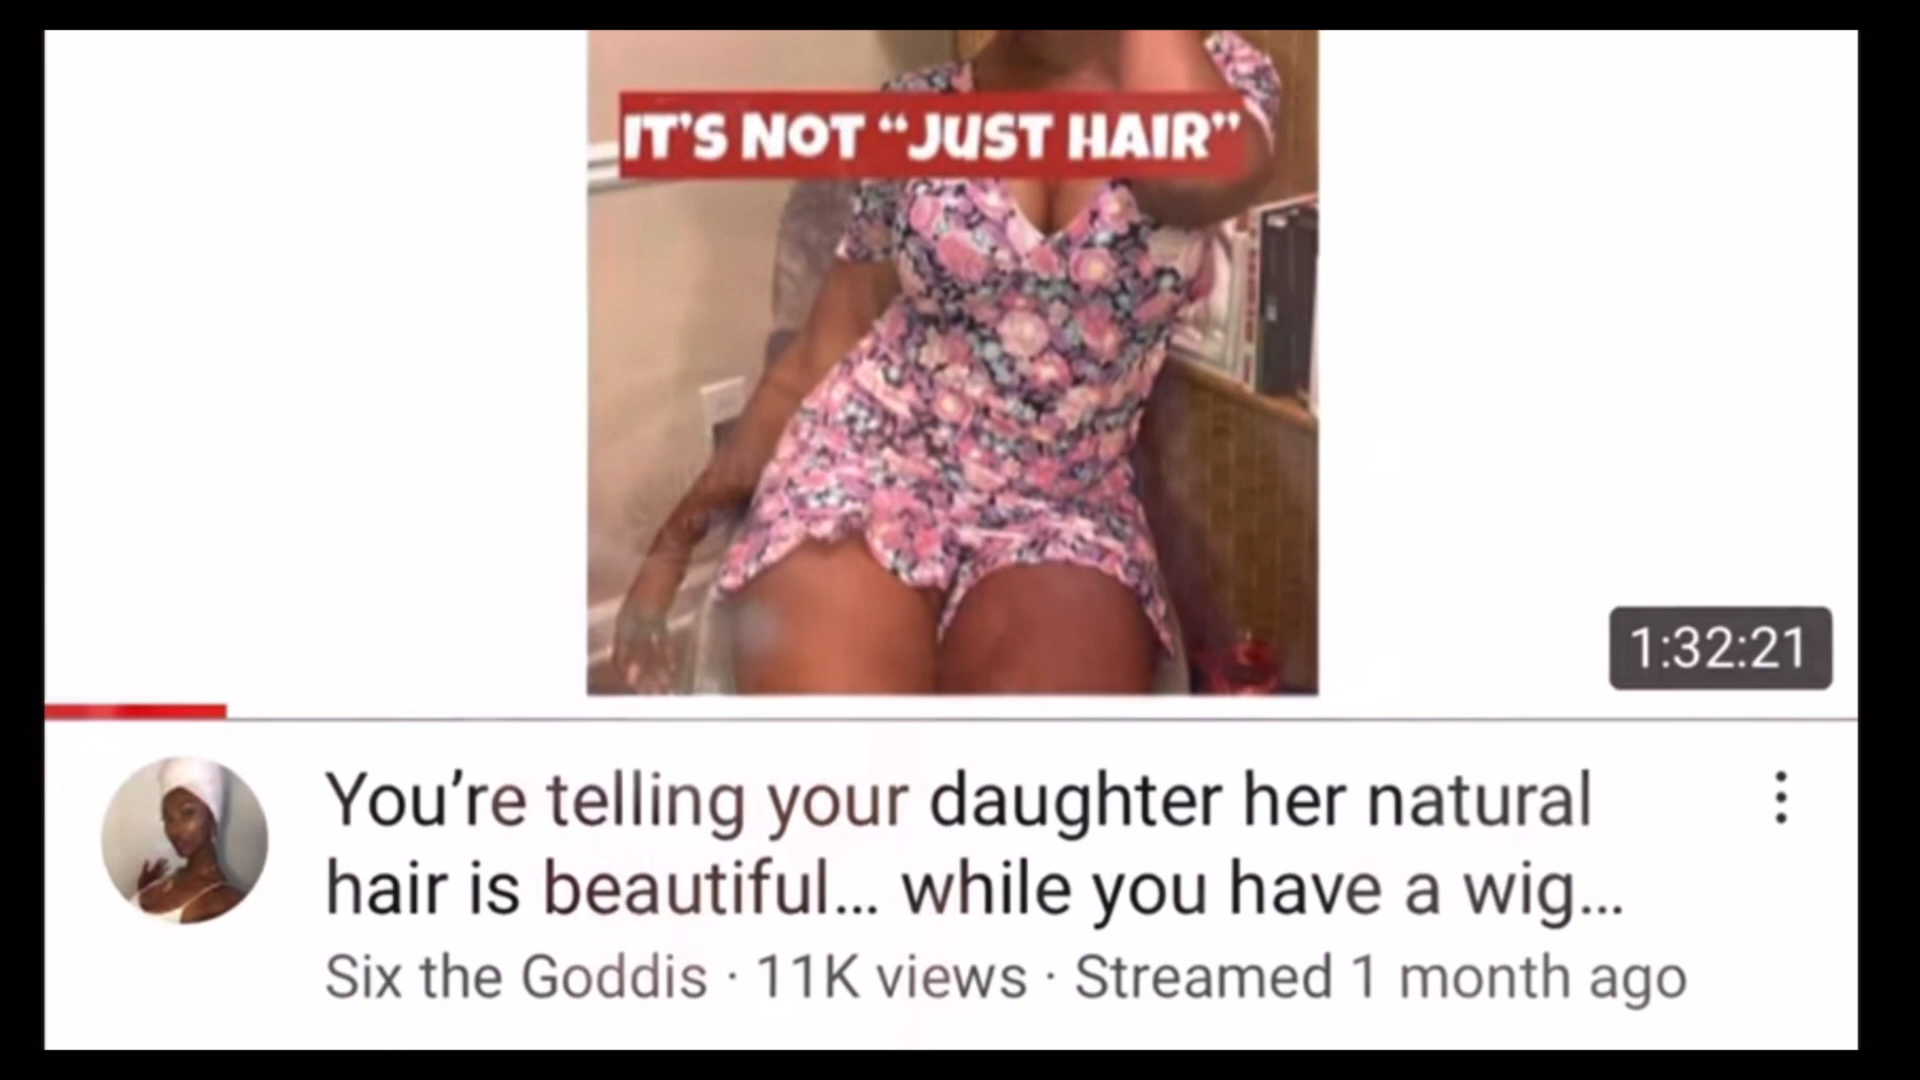 IT'S NOT “JUST HAIR”
1:32:21
You’re telling your daughter her natural
hair is beautiful... while you have a wig...
Six the Goddis · 11K views · Streamed 1 month ago